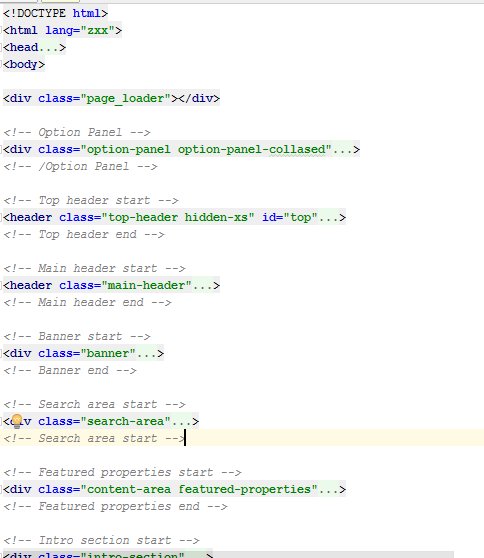 <!DOCTYPE html>
<html lang="zxx">
<head...>
<body>
<div class="page_loader"></div>
<!-- Option Panel -->
<div class="option-panel option-panel-collased"...>
<!-- /Option Panel -->
<!-- Top header start -->
<header class="top-header hidden-xs" id="top"...>
<!-- Top header end -->
<!-- Main header start -->
<header class="main-header"...>
<!-- Main header end -->
<!-- Banner start -->
<div class="banner"...>
<!-- Banner end -->
<!-- Search area start -->
<div class="search-area"...>
<!-- Search area start -->
<!-- Featured properties start -->
<div class="content-area featured-properties"...>
<!-- Featured properties end -->
<!-- Intro section start -->
<div class="intro-section"...>